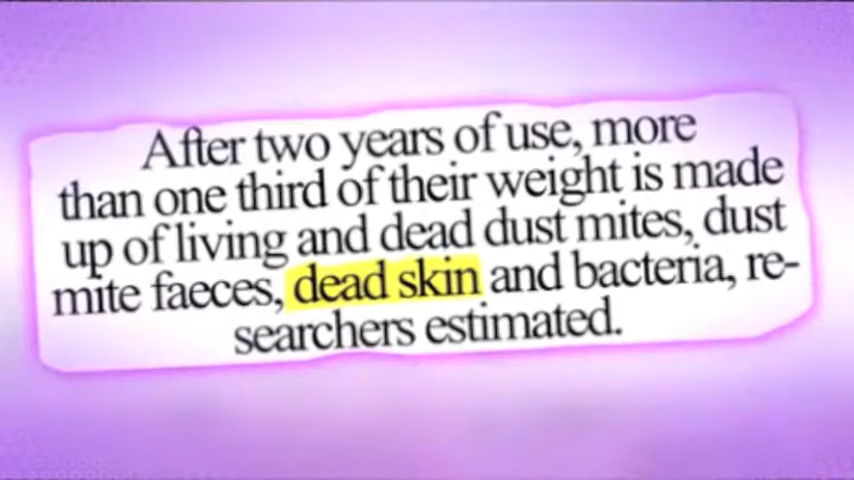 After two years of use, more
than one third of their weight is made
up of living and dead dust mites, dust
mite faeces, dead skin and bacteria, re-
searchers estimated.